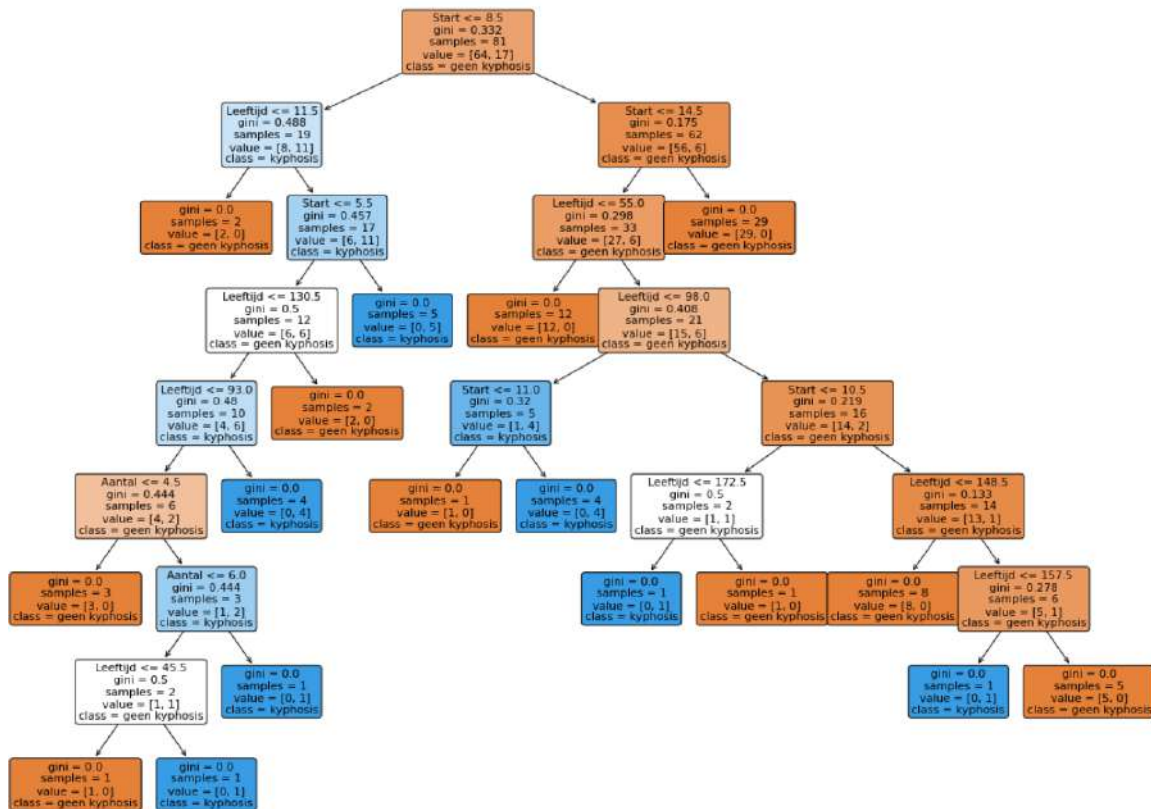 Start <= 8.5
gini = 0.332
samples = 81
value = [64, 17]
class = geen kyphosis
Leeftijd <= 11.5
gini = 0.488
samples = 19
value = [8, 11]
class = kyphosis
Start <= 14.5
gini = 0.175
samples = 62
value = [56, 6]
class = geen kyphosis
gini = 0.0
samples = 2
value = [2, 0]
class = geen kyphosis
Start <= 5.5
gini = 0.457
samples = 17
value = [6, 11]
class = kyphosis
Leeftijd <= 55.0
gini = 0.298
samples = 33
value = [27, 6]
class = geen kyphosis
gini = 0.0
samples = 29
value = [29, 0]
class = geen kyphosis
Leeftijd <= 130.5
gini = 0.5
samples = 12
value = [6, 6]
class = geen kyphosis
gini = 0.0
samples = 5
value = [0, 5]
class = kyphosis
gini = 0.0
samples = 12
value = [12, 0]
class = geen kyphosis
Leeftijd <= 98.0
gini = 0.408
samples = 21
value = [15, 6]
class = geen kyphosis
Leeftijd <= 93.0
gini = 0.48
samples = 10
value = [4, 6]
class = kyphosis
gini = 0.0
samples = 2
value = [2, 0]
class = geen kyphosis
Start <= 11.0
gini = 0.32
samples = 5
value = [1, 4]
class = kyphosis
Start <= 10.5
gini = 0.219
samples = 16
value = [14, 2]
class = geen kyphosis
Aantal <= 4.5
gini = 0.444
samples = 6
value = [4, 2]
class = geen kyphosis
gini = 0.0
samples = 4
value = [0, 4]
class = kyphosis
gini = 0.0
samples = 1
value = [1, 0]
class = geen kyphosis
gini = 0.0
samples = 4
value = [0, 4]
class = kyphosis
Leeftijd <= 172.5
gini = 0.5
samples = 2
value = [1, 1]
class = geen kyphosis
Leeftijd <= 148.5
gini = 0.133
samples = 14
value = [13, 1]
class = geen kyphosis
gini = 0.0
samples = 3
value = [3, 0]
class = geen kyphosis
Aantal <= 6.0
gini = 0.444
samples = 3
value = [1, 2]
class = kyphosis
gini = 0.0
samples = 1
value = [0, 1]
class = kyphosis
gini = 0.0
samples = 1
value = [1, 0]
class = geen kyphosis
gini = 0.0
samples = 8
value = [8, 0]
class = geen kyphosis
Leeftijd <= 157.5
gini = 0.278
samples = 6
value = [5, 1]
class = geen kyphosis
Leeftijd <= 45.5
gini = 0.5
samples = 2
value = [1, 1]
class = geen kyphosis
gini = 0.0
samples = 1
value = [0, 1]
class = kyphosis
gini = 0.0
samples = 1
value = [0, 1]
class = kyphosis
gini = 0.0
samples = 5
value = [5, 0]
class = geen kyphosis
gini = 0.0
samples = 1
value = [1, 0]
class = geen kyphosis
gini = 0.0
samples = 1
value = [0, 1]
class = kyphosis